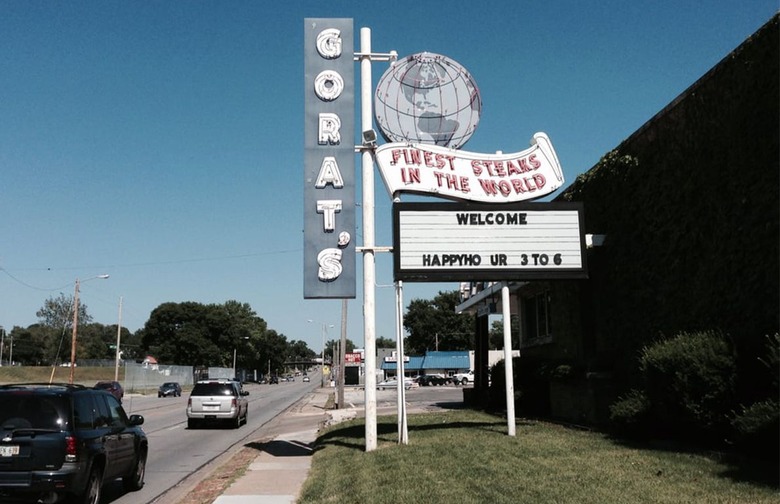 GORAT'S
FINEST STEAKS
IN THE WORLD
WELCOME
HAPPYHO UR 3 TO 6